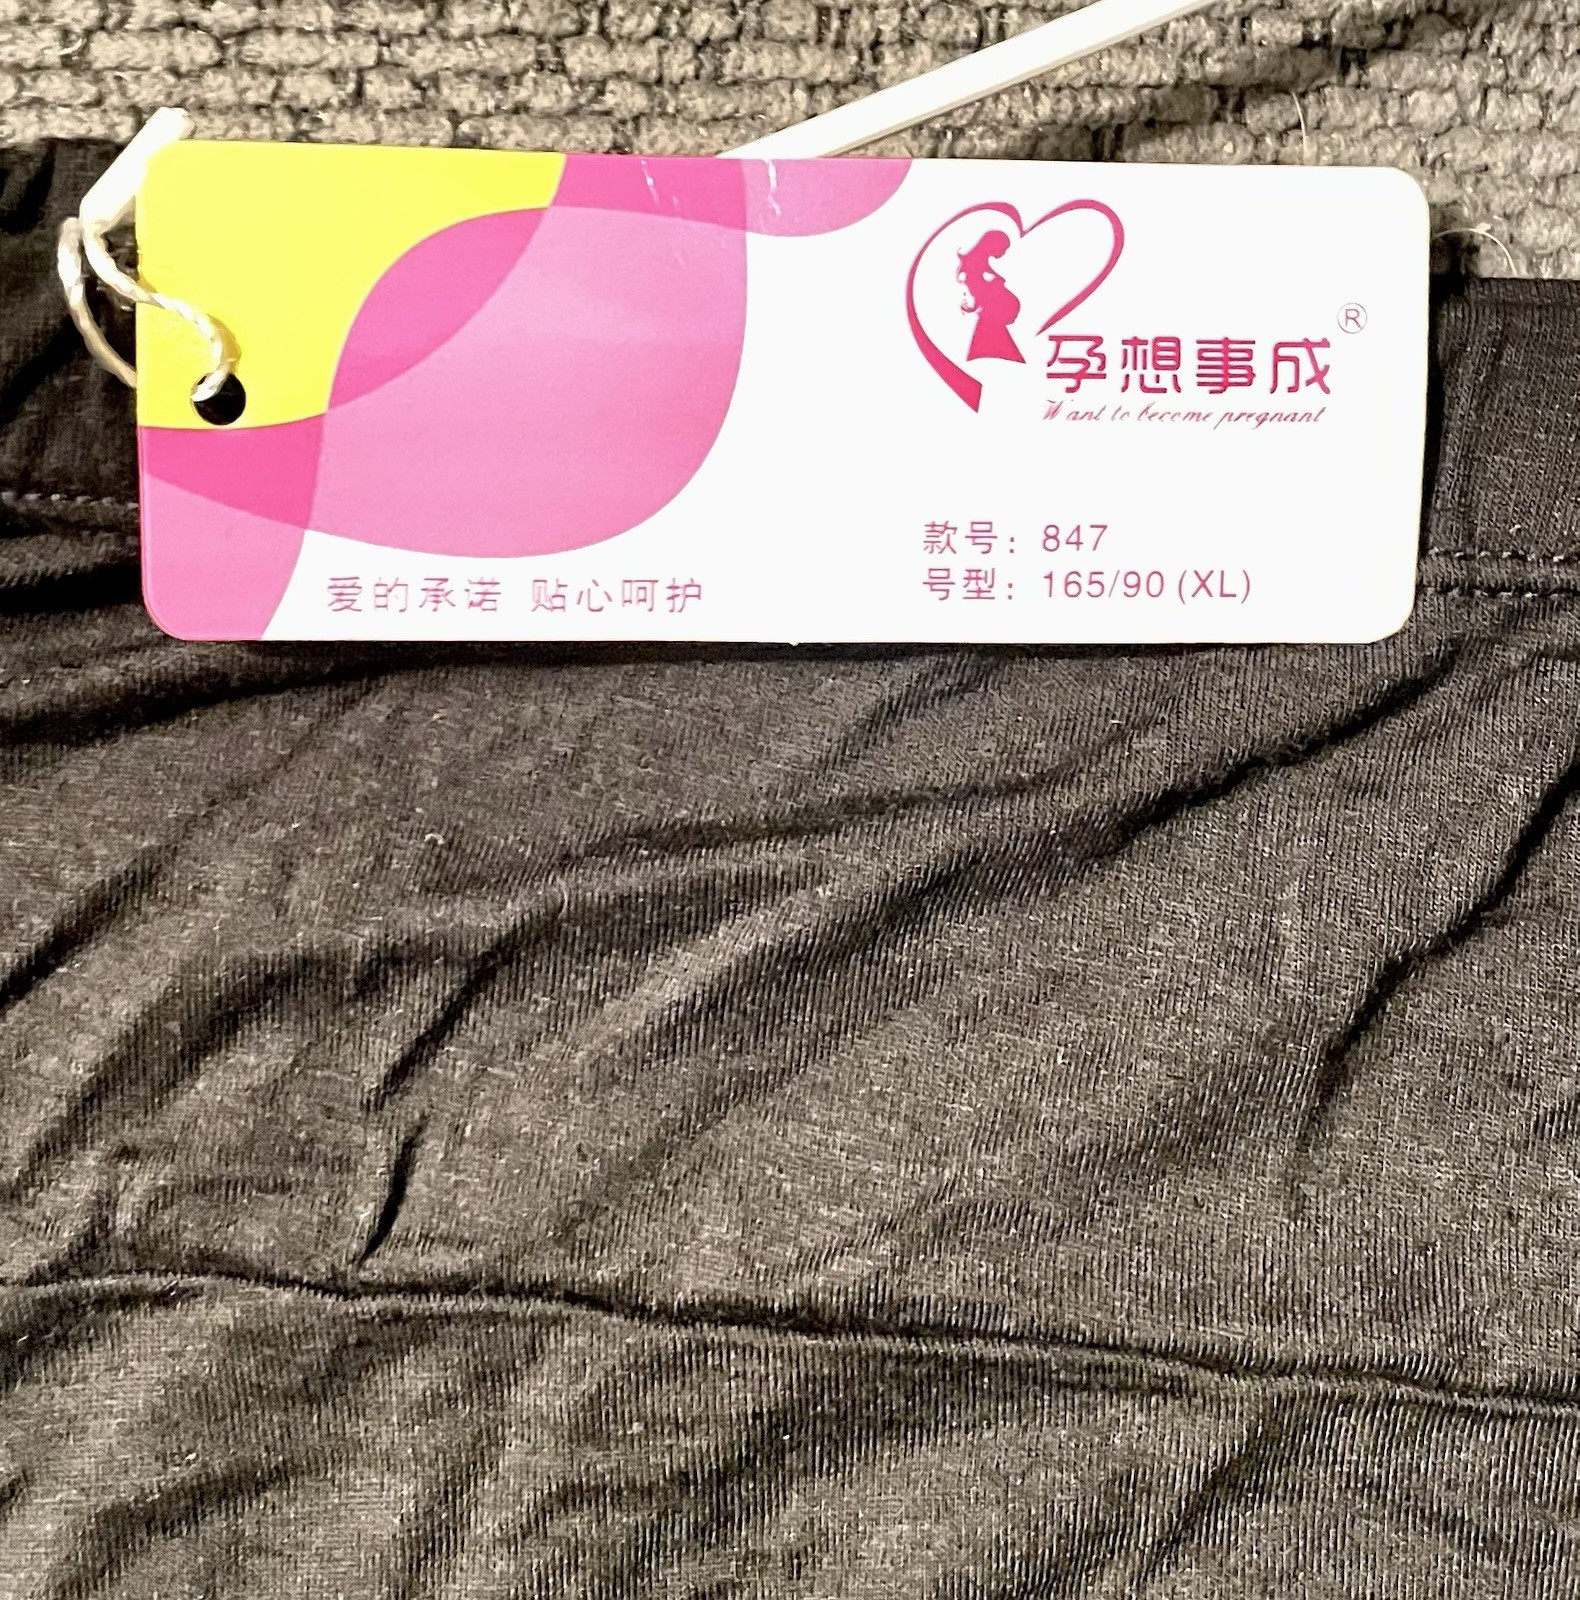 孕想事成®
Want to become pregnant
款号：847
号型：165/90 (XL)
爱的承诺 贴心呵护